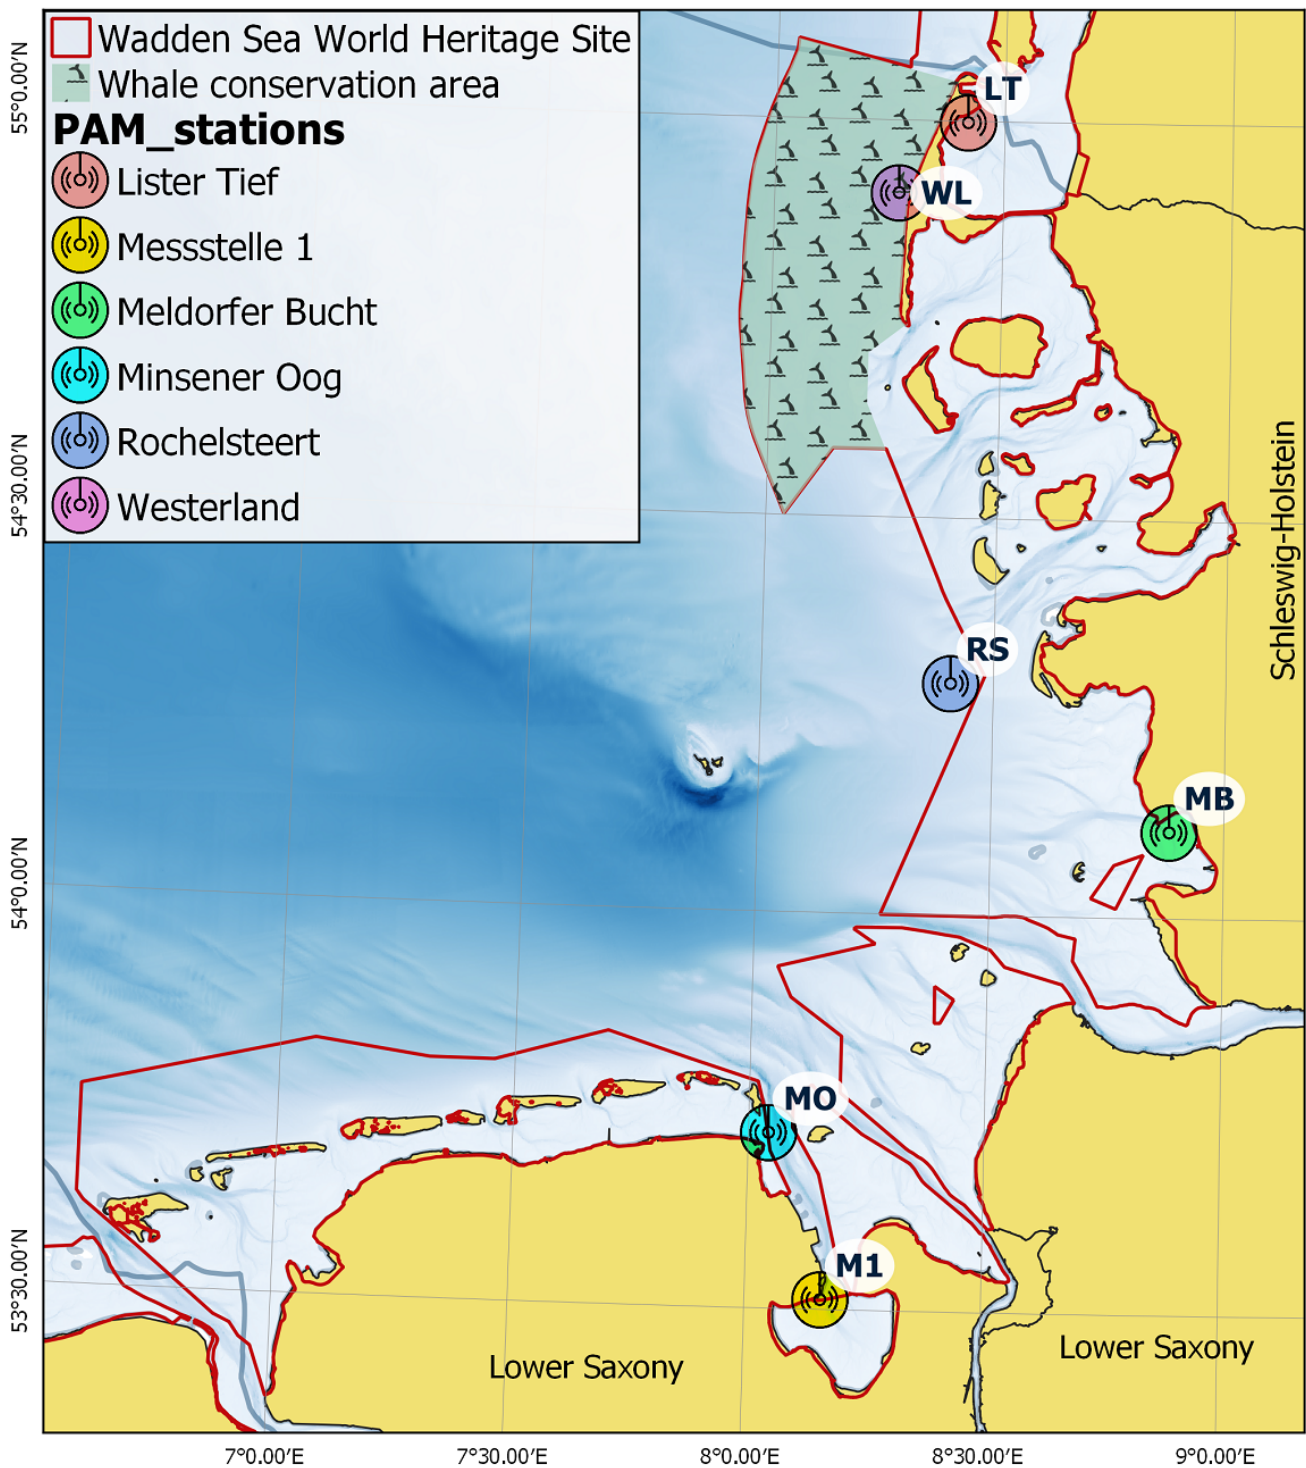 Wadden Sea World Heritage Site
Whale conservation area
PAM_stations
Lister Tief
Messstelle 1
Meldorfer Bucht
Minsener Oog
Rochelsteert
Westerland
LT
WL
RS
MB
MO
M1
Schleswig-Holstein
Lower Saxony
Lower Saxony
55°0.00'N
54°30.00'N
54°0.00'N
53°30.00'N
7°0.00'E
7°30.00'E
8°0.00'E
8°30.00'E
9°0.00'E